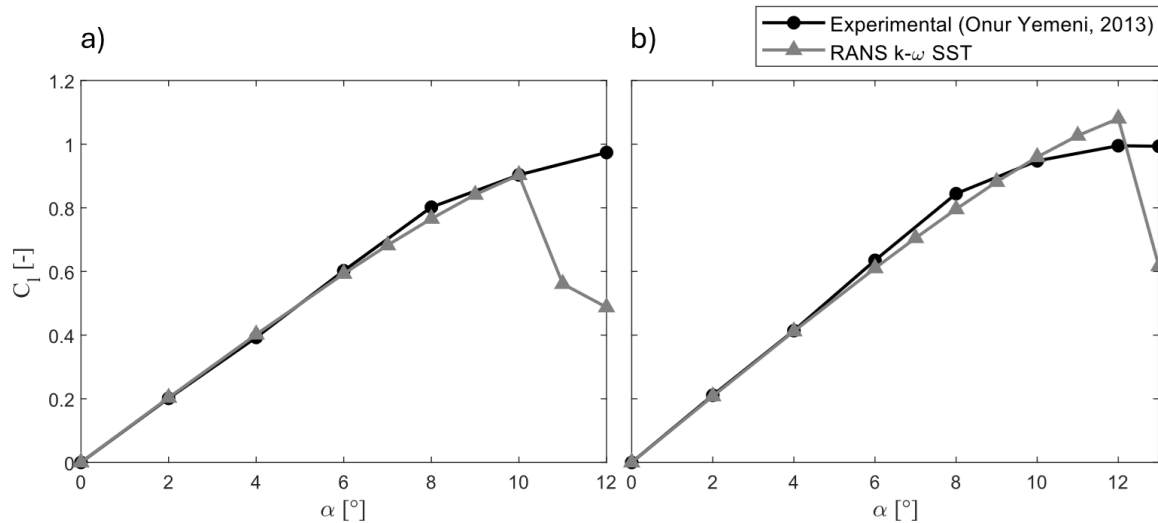 a)
b)
Experimental (Onur Yemeni, 2013)
RANS k-ω SST
1.2
1
0.8
0.6
0.4
0.2
0
C_l [-]
0 2 4 6 8 10 12
α [°]
0 2 4 6 8 10 12
α [°]